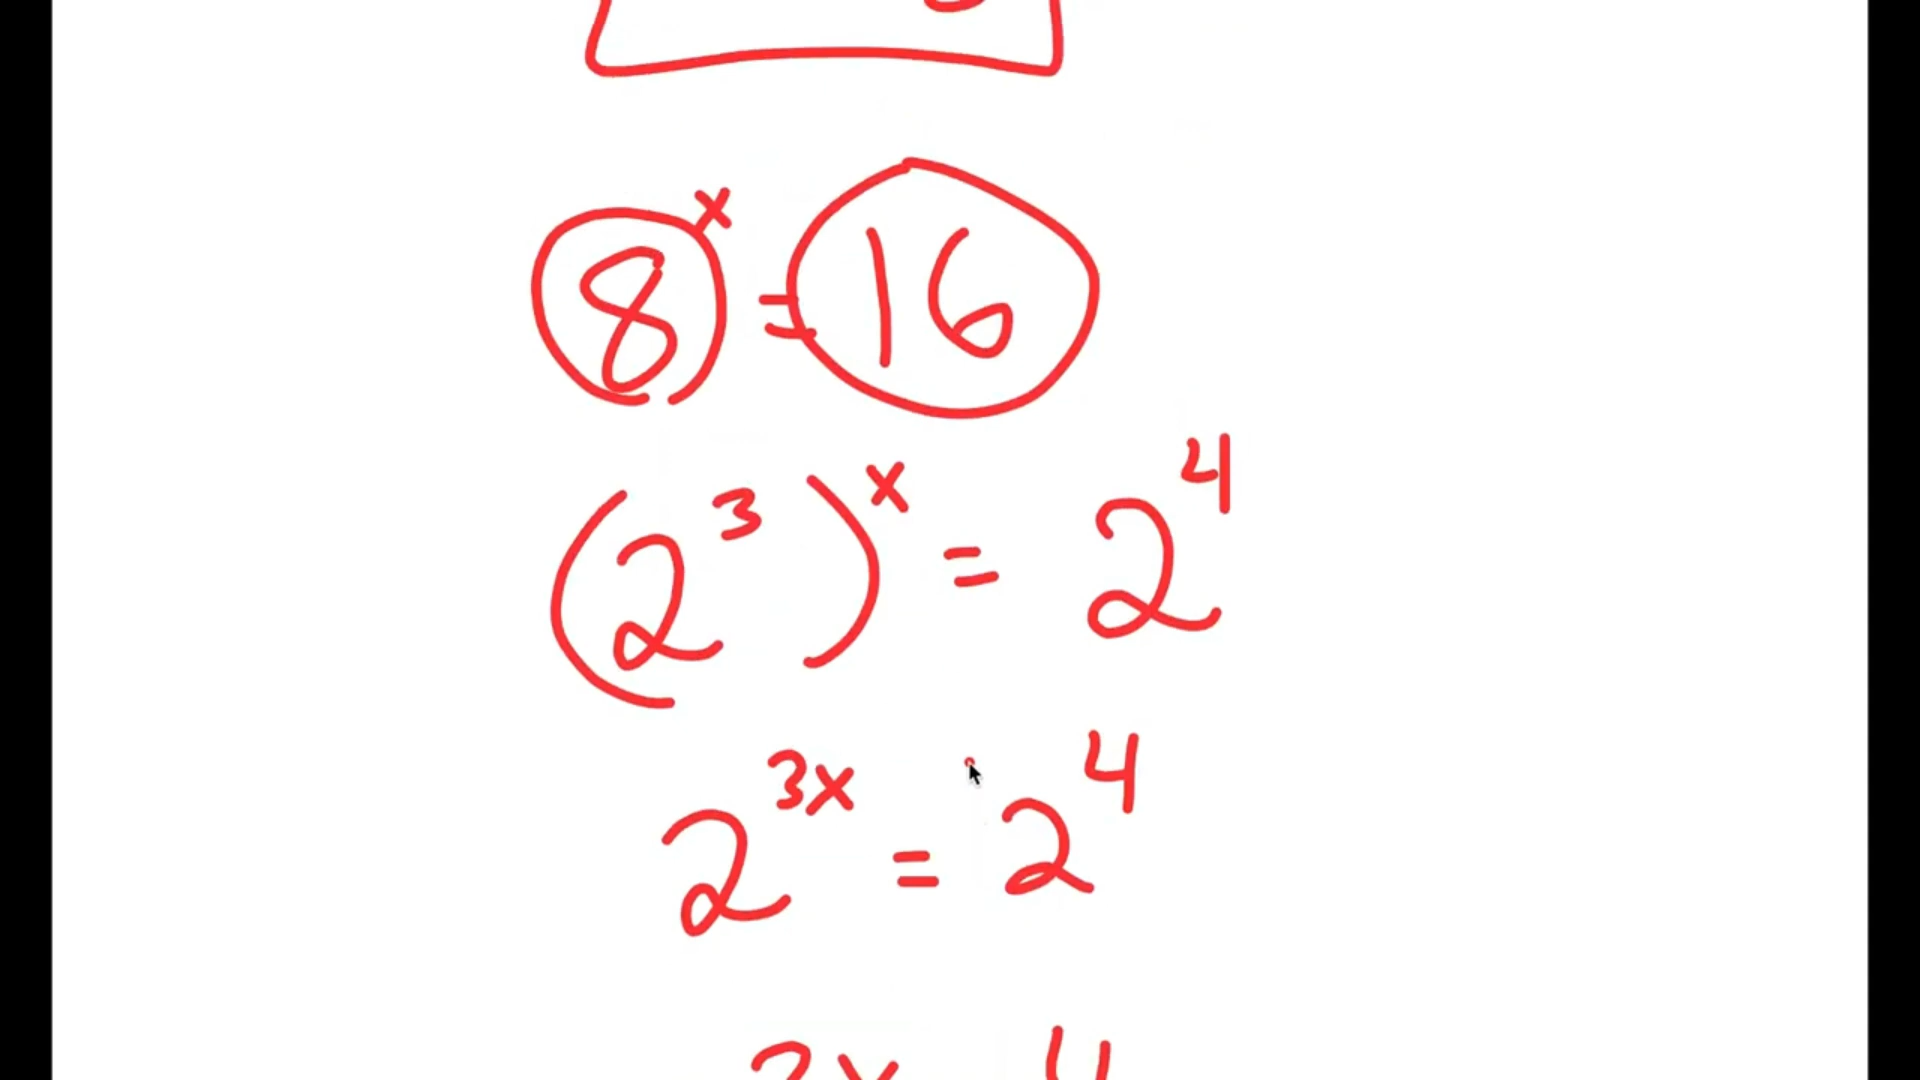 8^x = 16
(2^3)^x = 2^4
2^3x = 2^4